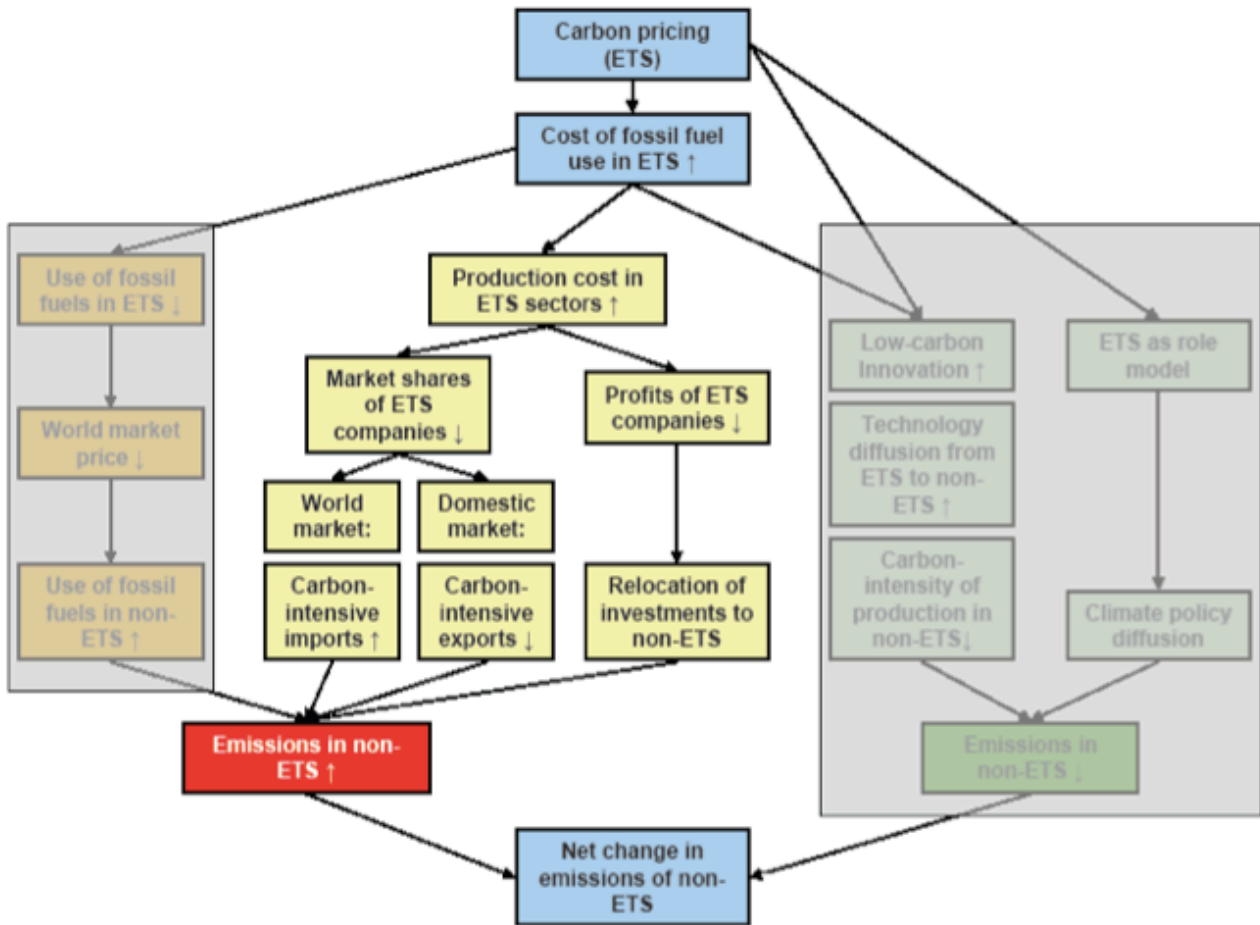 Carbon pricing
(ETS)
Cost of fossil fuel
use in ETS ↑
Use of fossil
fuels in ETS ↓
World market
price ↓
Use of fossil
fuels in non-
ETS ↑
Production cost in
ETS sectors ↑
Market shares
of ETS
companies ↓
Profits of ETS
companies ↓
World
market:
Domestic
market:
Carbon-
intensive
imports ↑
Carbon-
intensive
exports ↓
Relocation of
investments to
non-ETS
Low-carbon
Innovation ↑
ETS as role
model
Technology
diffusion from
ETS to non-
ETS ↑
Carbon-
intensity of
production in
non-ETS↓
Climate policy
diffusion
Emissions in non-
ETS ↑
Emissions in
non-ETS ↓
Net change in
emissions of non-
ETS